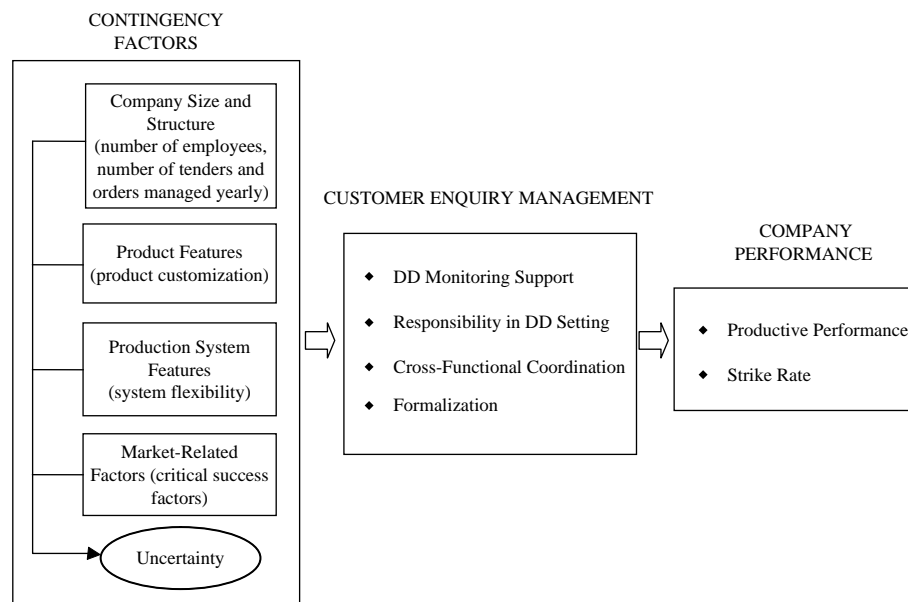 CONTINGENCY
FACTORS
Company Size and
Structure
(number of employees,
number of tenders and
orders managed yearly)
Product Features
(product customization)
Production System
Features
(system flexibility)
Market-Related
Factors (critical success
factors)
Uncertainty
CUSTOMER ENQUIRY MANAGEMENT
DD Monitoring Support
Responsibility in DD Setting
Cross-Functional Coordination
Formalization
COMPANY
PERFORMANCE
Productive Performance
Strike Rate